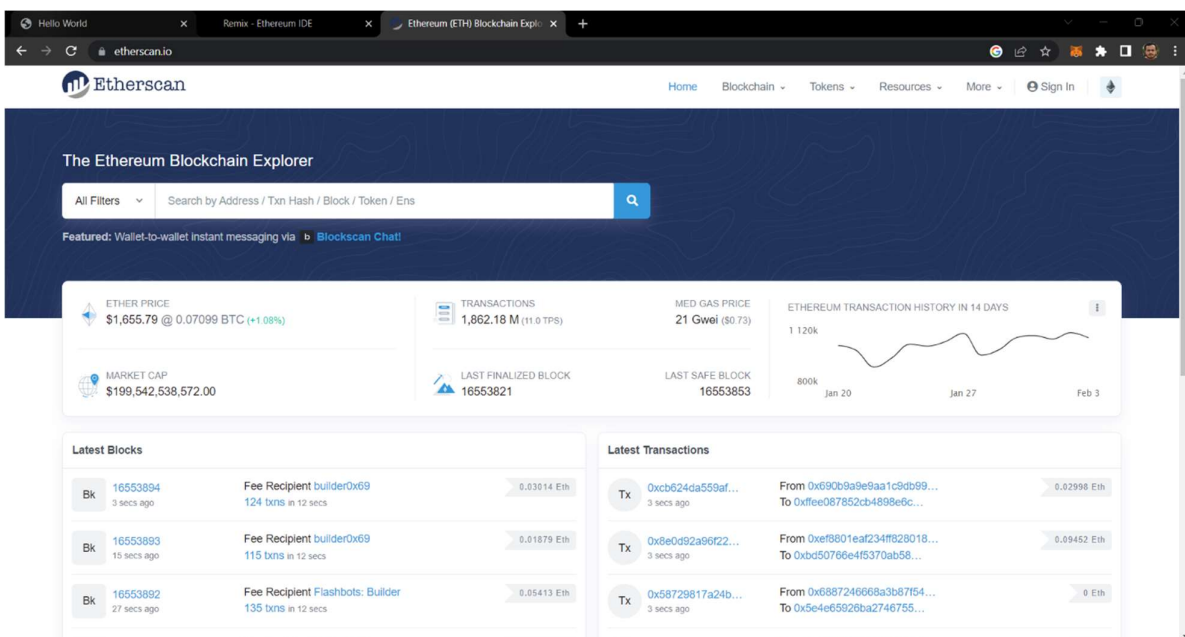 Hello World
Remix - Ethereum IDE
Ethereum (ETH) Blockchain Explo
etherscan.io
Etherscan
Home Blockchain Tokens Resources More Sign In
The Ethereum Blockchain Explorer
All Filters Search by Address / Txn Hash / Block / Token / Ens
Featured: Wallet-to-wallet instant messaging via b Blockscan Chat!
ETHER PRICE
$1,655.79 @ 0.07099 BTC (+1.08%)
TRANSACTIONS
1,862.18 M (11.0 TPS)
MED GAS PRICE
21 Gwei ($0.73)
MARKET CAP
$199,542,538,572.00
LAST FINALIZED BLOCK
16553821
LAST SAFE BLOCK
16553853
ETHEREUM TRANSACTION HISTORY IN 14 DAYS
1 120k
800k
Jan 20 Jan 27 Feb 3
Latest Blocks
Bk
16553894
3 secs ago
Fee Recipient builder0x69
124 txns in 12 secs
0.03014 Eth
Bk
16553893
15 secs ago
Fee Recipient builder0x69
115 txns in 12 secs
0.01879 Eth
Bk
16553892
27 secs ago
Fee Recipient Flashbots: Builder
135 txns in 12 secs
0.05413 Eth
Latest Transactions
Tx
0xcb624da559af...
3 secs ago
From 0x690b9a9e9aa1c9db99...
To 0xffee087852cb4898e6c...
0.02998 Eth
Tx
0x8e0d92a96f22...
3 secs ago
From 0xef8801eaf234ff828018...
To 0xbd50766e4f5370ab58...
0.09452 Eth
Tx
0x58729817a24b...
3 secs ago
From 0x6887246668a3b87f54...
To 0x5e4e65926ba2746755...
0 Eth